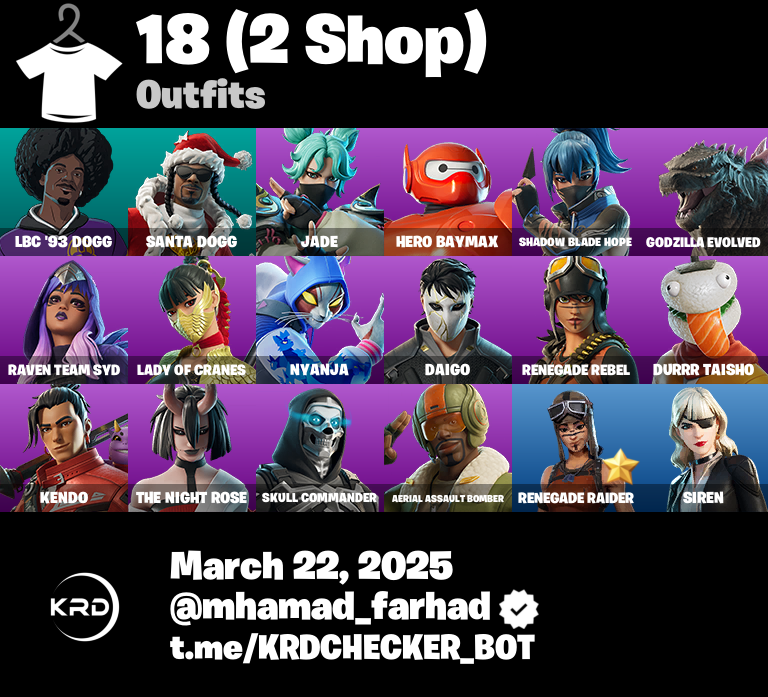 18 (2 Shop)
Outfits
LBC '93 DOGG
SANTA DOGG
JADE
HERO BAYMAX
SHADOW BLADE HOPE
GODZILLA EVOLVED
RAVEN TEAM SYD
LADY OF CRANES
NYANJA
DAIGO
RENEGADE REBEL
DURRR TAISHO
KENDO
THE NIGHT ROSE
SKULL COMMANDER
AERIAL ASSAULT BOMBER
RENEGADE RAIDER
SIREN
KRD
March 22, 2025
@mhamad_farhad
t.me/KRDCHECKER_BOT